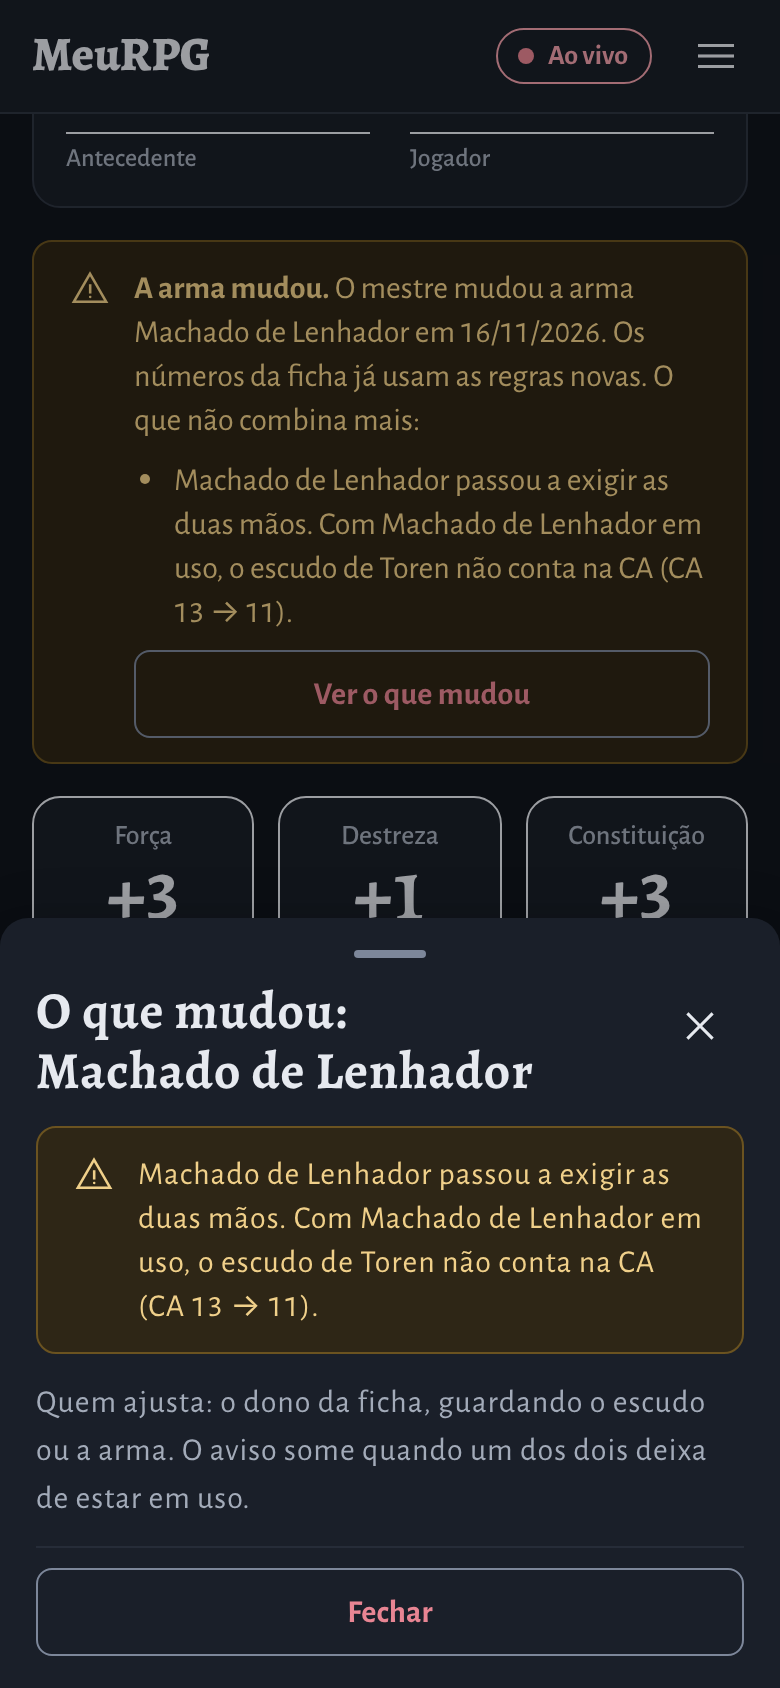 MeuRPG
Ao vivo
Antecedente
Jogador
A arma mudou. O mestre mudou a arma
Machado de Lenhador em 16/11/2026. Os
números da ficha já usam as regras novas. O
que não combina mais:
• Machado de Lenhador passou a exigir as
duas mãos. Com Machado de Lenhador em
uso, o escudo de Toren não conta na CA (CA
13 → 11).
Ver o que mudou
Força
Destreza
Constituição
+3
+1
+3
O que mudou:
Machado de Lenhador
Machado de Lenhador passou a exigir as
duas mãos. Com Machado de Lenhador em
uso, o escudo de Toren não conta na CA
(CA 13 → 11).
Quem ajusta: o dono da ficha, guardando o escudo
ou a arma. O aviso some quando um dos dois deixa
de estar em uso.
Fechar